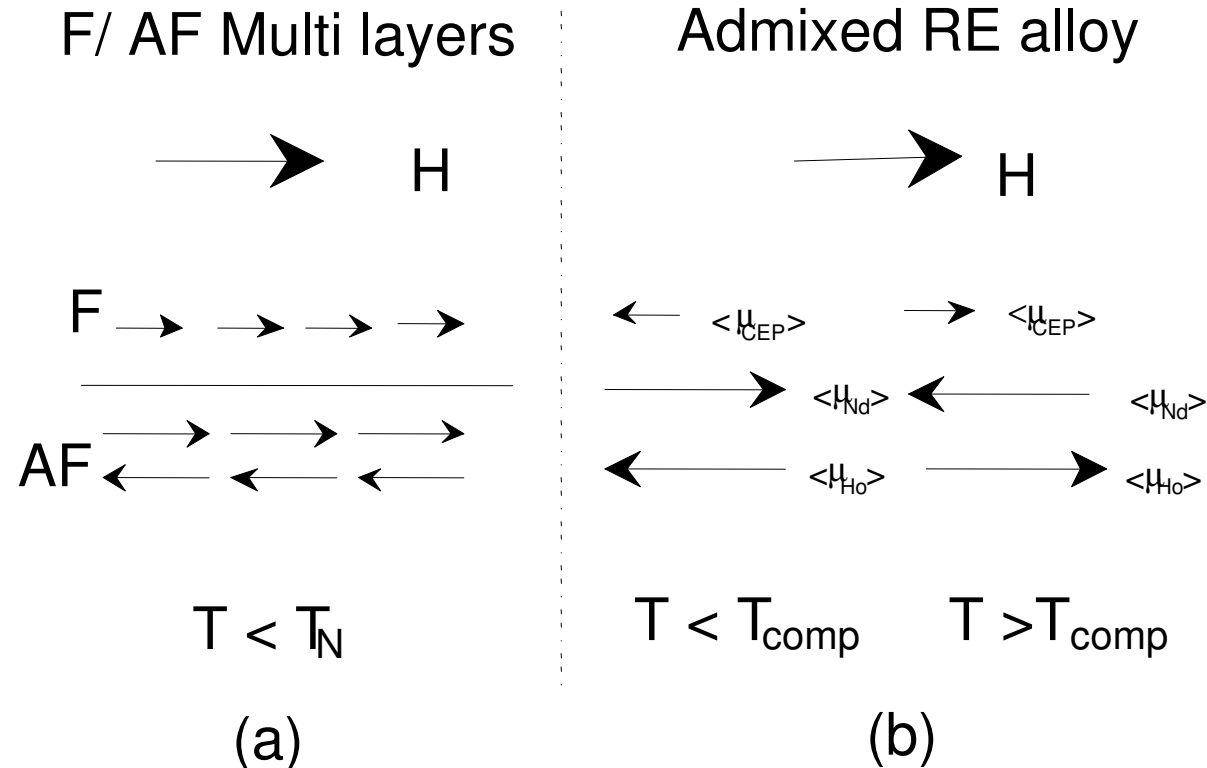 F/ AF Multi layers
H
F
AF
T < TN
(a)
Admixed RE alloy
H
<μCEP> <μCEP>
<μNd> <μNd>
<μHo> <μHo>
T < Tcomp T >Tcomp
(b)